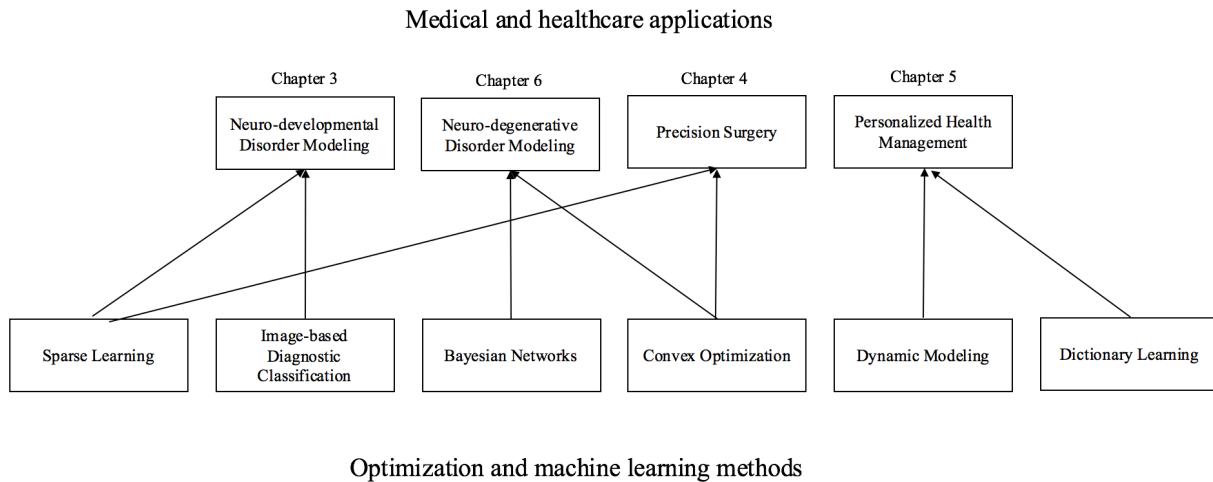 Medical and healthcare applications
Chapter 3
Chapter 6
Chapter 4
Chapter 5
Neuro-developmental
Disorder Modeling
Neuro-degenerative
Disorder Modeling
Precision Surgery
Personalized Health
Management
Sparse Learning
Image-based
Diagnostic
Classification
Bayesian Networks
Convex Optimization
Dynamic Modeling
Dictionary Learning
Optimization and machine learning methods